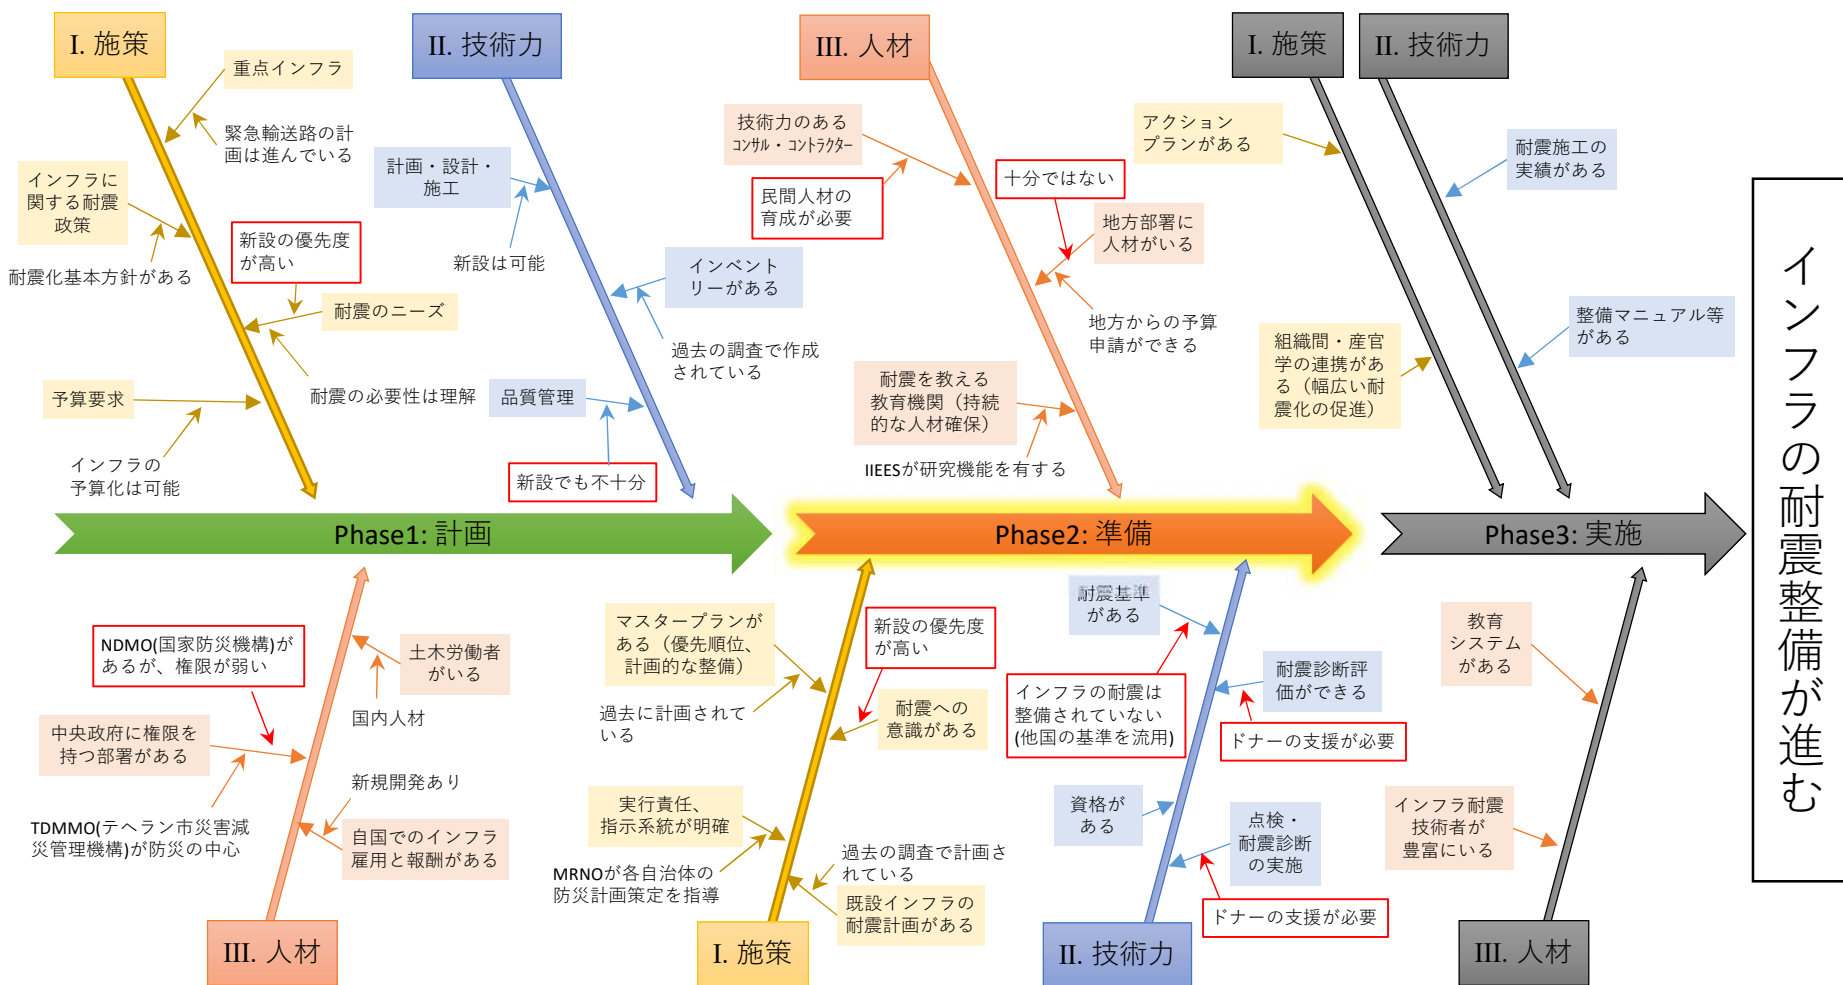 I. 施策
重点インフラ
緊急輸送路の計
画は進んでいる
インフラに
関する耐震
政策
耐震化基本方針がある
新設の優先度
が高い
耐震のニーズ
耐震の必要性は理解
予算要求
インフラの
予算化は可能
II. 技術力
計画・設計・
施工
新設は可能
インベント
リーがある
過去の調査で作成
されている
品質管理
新設でも不十分
III. 人材
技術力のある
コンサル・コントラクター
民間人材の
育成が必要
十分ではない
地方部署に
人材がいる
地方からの予算
申請ができる
耐震を教える
教育機関（持続
的な人材確保）
IIEESが研究機能を有する
I. 施策
アクション
プランがある
組織間・産官
学の連携があ
る（幅広い耐
震化の促進）
II. 技術力
耐震施工の
実績がある
整備マニュアル等
がある
Phase1: 計画
Phase2: 準備
Phase3: 実施
インフラの耐震整備が進む
NDMO(国家防災機構)が
あるが、権限が弱い
土木労働者
がいる
国内人材
中央政府に権限を
持つ部署がある
TDMMO(テヘラン市災害減
災管理機構)が防災の中心
新規開発あり
自国でのインフラ
雇用と報酬がある
III. 人材
マスタープランが
ある（優先順位、
計画的な整備）
過去に計画されて
いる
新設の優先度
が高い
耐震への
意識がある
実行責任、
指示系統が明確
MRNOが各自治体の
防災計画策定を指導
過去の調査で計画さ
れている
既設インフラの
耐震計画がある
I. 施策
耐震基準
がある
インフラの耐震は
整備されていない
(他国の基準を流用)
耐震診断評
価ができる
ドナーの支援が必要
資格が
ある
点検・
耐震診断
の実施
ドナーの支援が必要
II. 技術力
教育
システム
がある
インフラ耐震
技術者が
豊富にいる
III. 人材